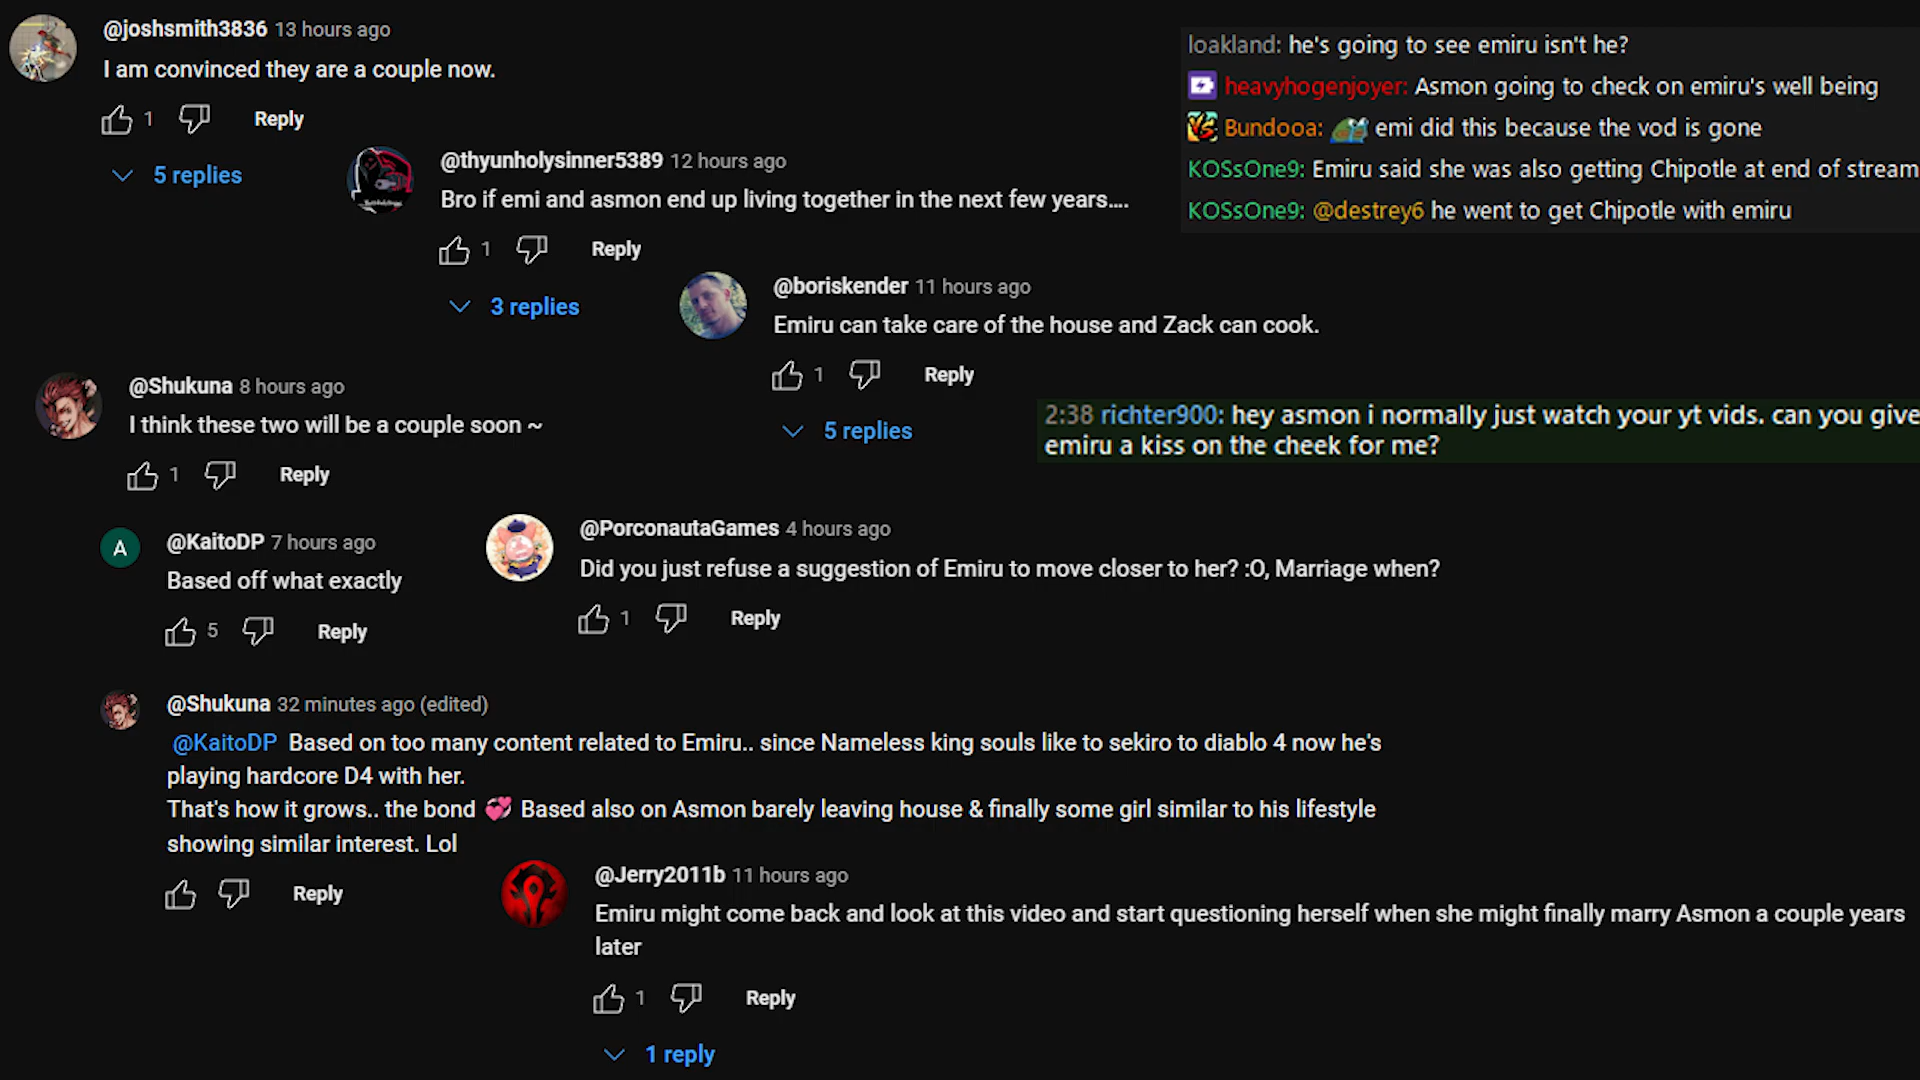 @joshsmith3836 13 hours ago
I am convinced they are a couple now.
1 Reply
5 replies
loakland: he's going to see emiru isn't he?
heavyhogenjoyer: Asmon going to check on emiru's well being
Bundooa: emi did this because the vod is gone
KOSsOne9: Emiru said she was also getting Chipotle at end of stream
KOSsOne9: @destrey6 he went to get Chipotle with emiru
@thyunholysinner5389 12 hours ago
Bro if emi and asmon end up living together in the next few years....
1 Reply
3 replies
@boriskender 11 hours ago
Emiru can take care of the house and Zack can cook.
1 Reply
5 replies
@Shukuna 8 hours ago
I think these two will be a couple soon ~
1 Reply
2:38 richter900: hey asmon i normally just watch your yt vids. can you give
emiru a kiss on the cheek for me?
A
@KaitoDP 7 hours ago
Based off what exactly
5 Reply
@PorconautaGames 4 hours ago
Did you just refuse a suggestion of Emiru to move closer to her? :O, Marriage when?
1 Reply
@Shukuna 32 minutes ago (edited)
@KaitoDP Based on too many content related to Emiru.. since Nameless king souls like to sekiro to diablo 4 now he's
playing hardcore D4 with her.
That's how it grows.. the bond 💞 Based also on Asmon barely leaving house & finally some girl similar to his lifestyle
showing similar interest. Lol
Reply
@Jerry2011b 11 hours ago
Emiru might come back and look at this video and start questioning herself when she might finally marry Asmon a couple years
later
1 Reply
1 reply